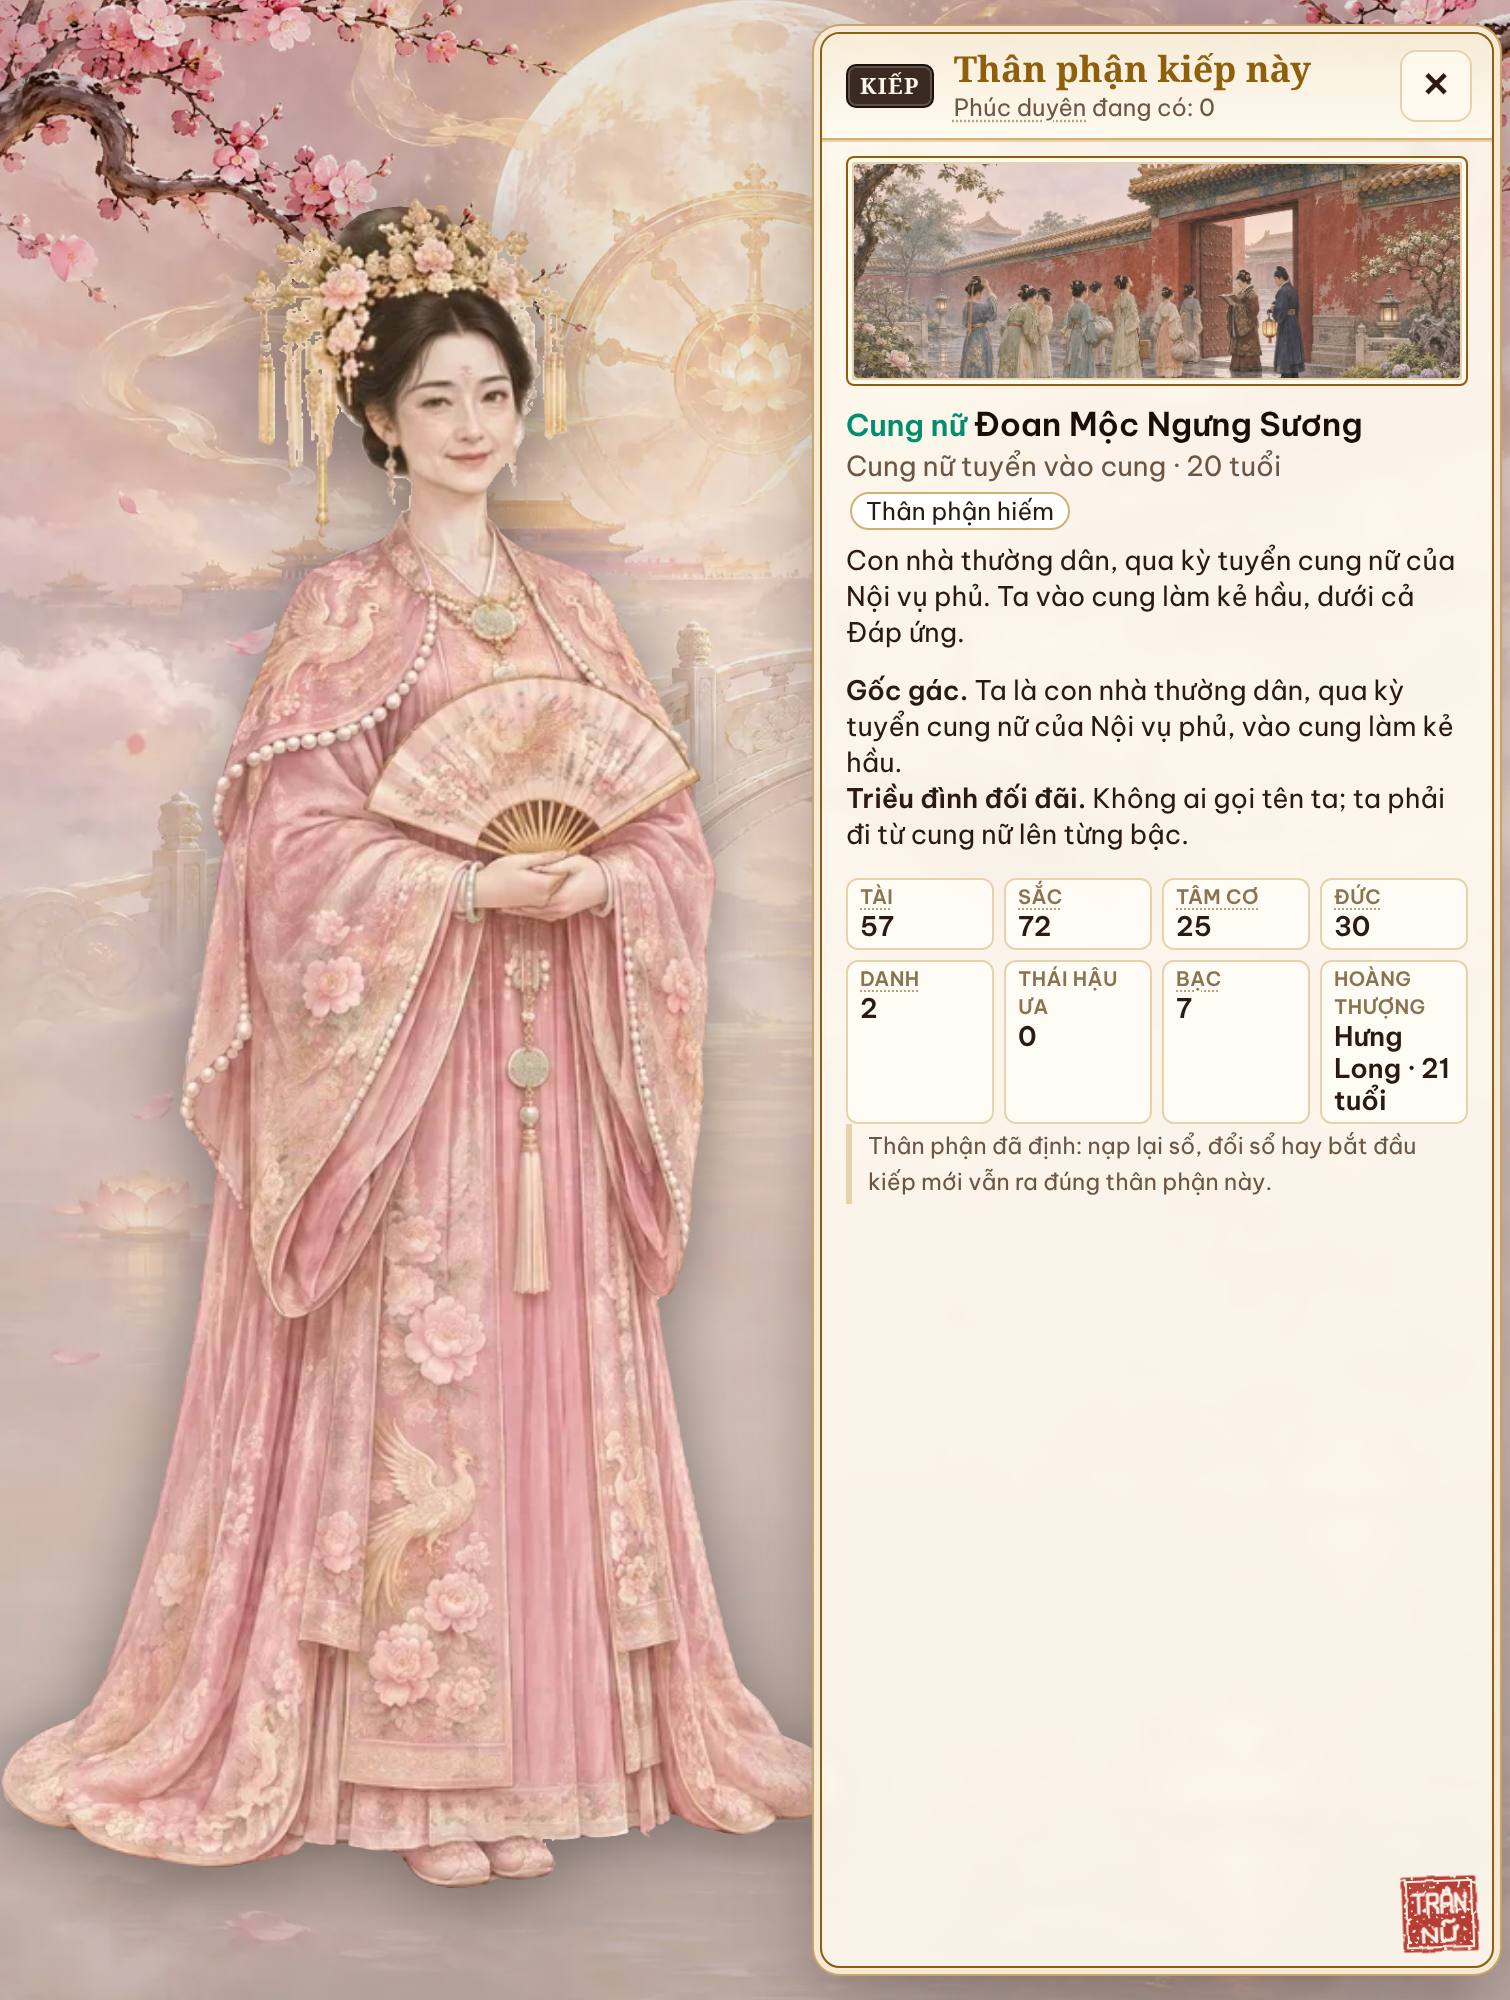 KIẾP
Thân phận kiếp này
Phúc duyên đang có: 0
×
Cung nữ Đoan Mộc Ngưng Sương
Cung nữ tuyển vào cung · 20 tuổi
Thân phận hiếm
Con nhà thường dân, qua kỳ tuyển cung nữ của
Nội vụ phủ. Ta vào cung làm kẻ hầu, dưới cả
Đáp ứng.
Gốc gác. Ta là con nhà thường dân, qua kỳ
tuyển cung nữ của Nội vụ phủ, vào cung làm kẻ
hầu.
Triều đình đối đãi. Không ai gọi tên ta; ta phải
đi từ cung nữ lên từng bậc.
TÀI
57
SẮC
72
TÂM CƠ
25
ĐỨC
30
DANH
2
THÁI HẬU
ƯA
0
BẠC
7
HOÀNG
THƯỢNG
Hưng
Long · 21
tuổi
Thân phận đã định: nạp lại sổ, đổi sổ hay bắt đầu
kiếp mới vẫn ra đúng thân phận này.
TRÂN
NỮ